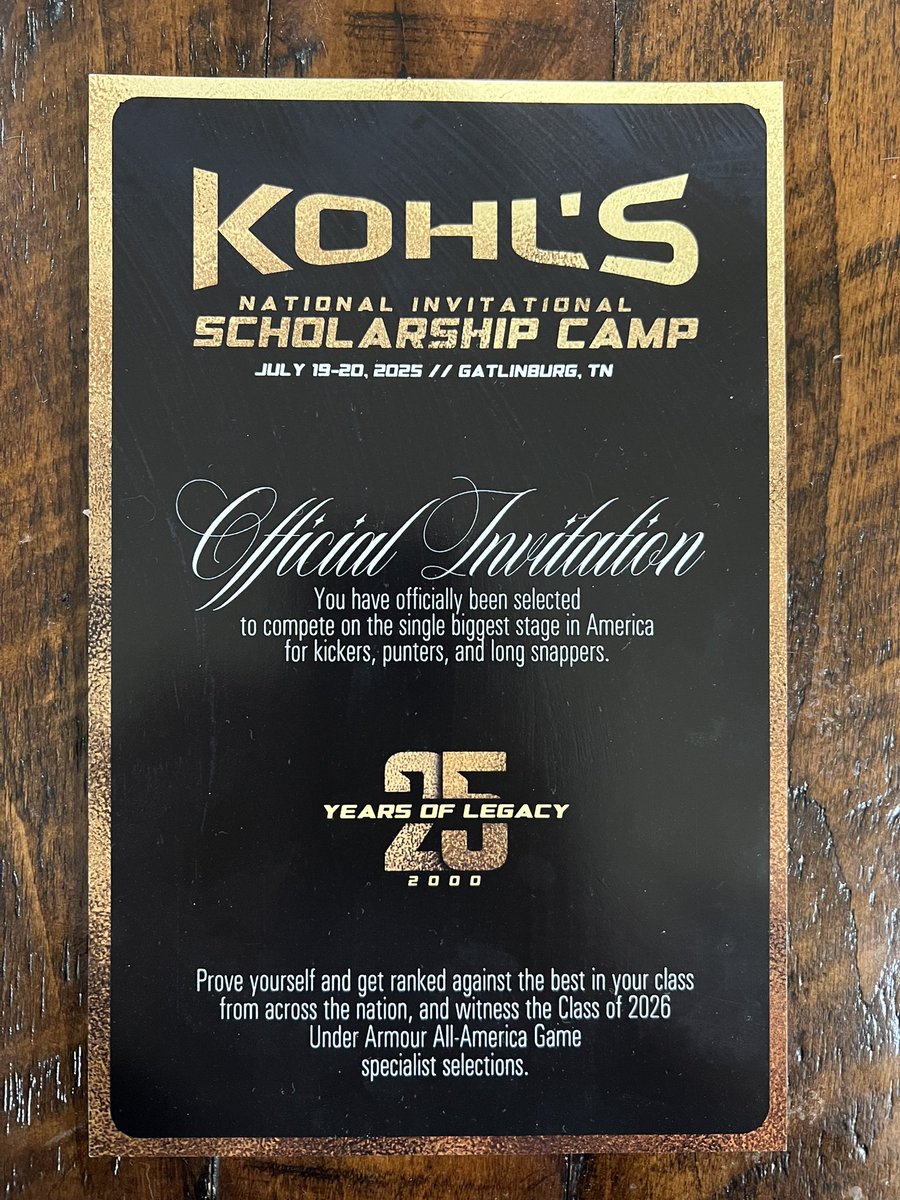 KOHL'S
NATIONAL INVITATIONAL
SCHOLARSHIP CAMP
JULY 19-20, 2025 // GATLINBURG, TN
Official Invitation
You have officially been selected
to compete on the single biggest stage in America
for kickers, punters, and long snappers.
25
YEARS OF LEGACY
2000
Prove yourself and get ranked against the best in your class
from across the nation, and witness the Class of 2026
Under Armour All-America Game
specialist selections.